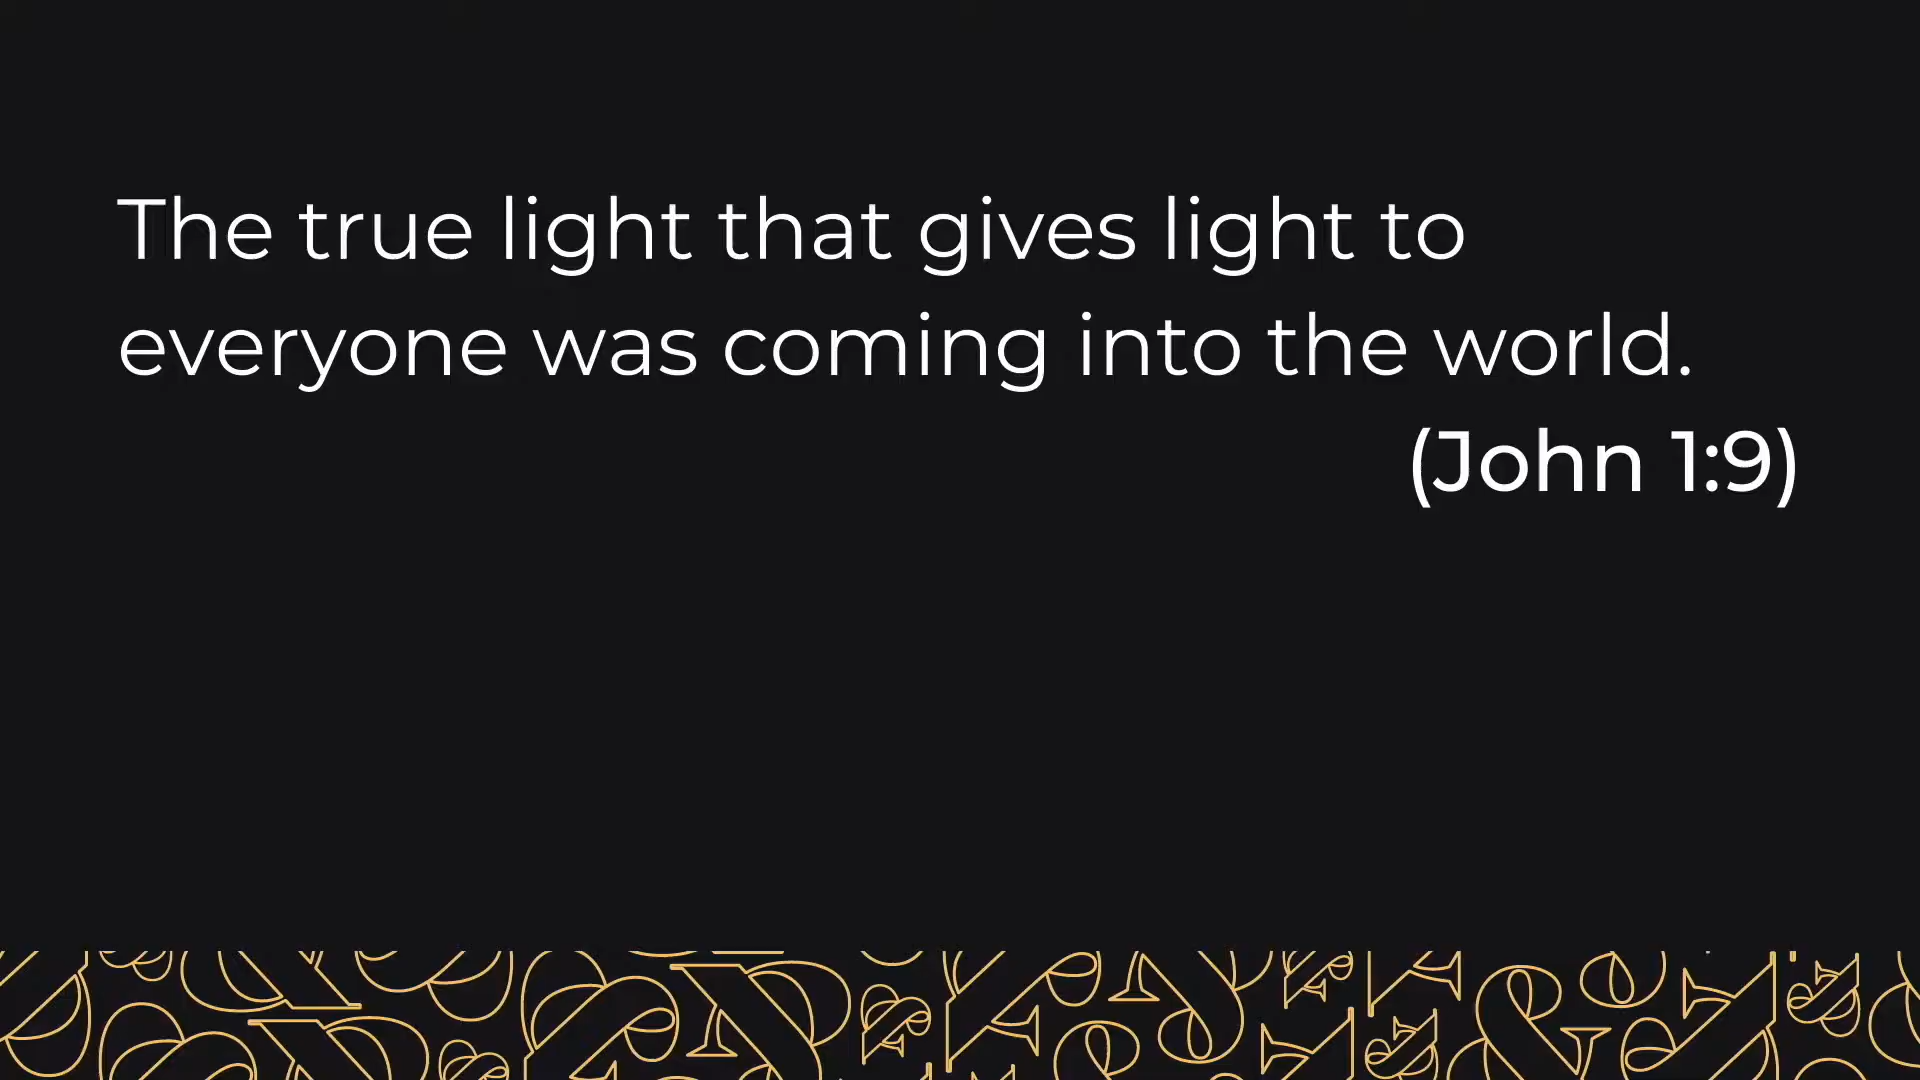 The true light that gives light to
everyone was coming into the world.
(John 1:9)